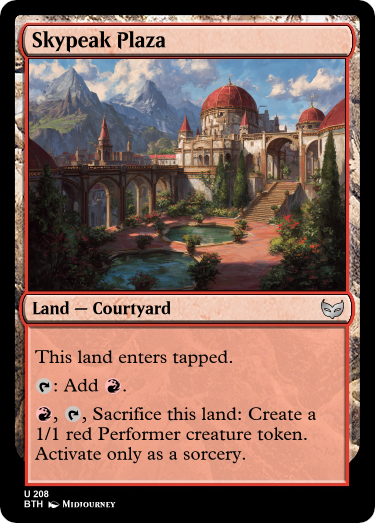 Skypeak Plaza
Land — Courtyard
This land enters tapped.
: Add .
, , Sacrifice this land: Create a
1/1 red Performer creature token.
Activate only as a sorcery.
U 208
BTH Midjourney